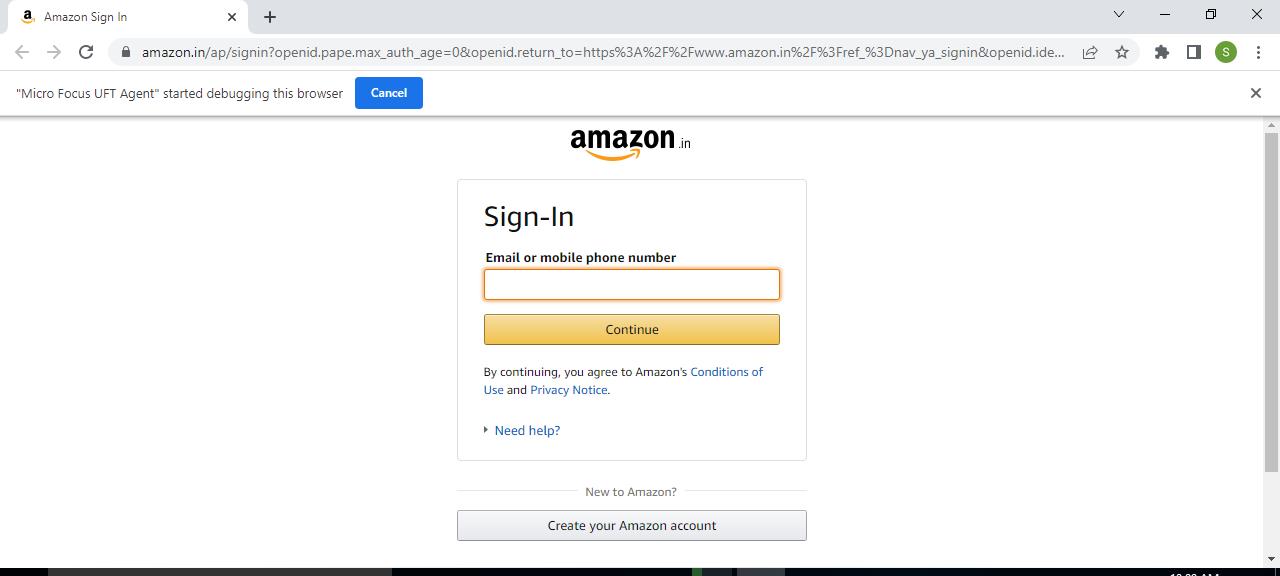 Amazon Sign In
amazon.in/ap/signin?openid.pape.max_auth_age=0&openid.return_to=https%3A%2F%2Fwww.amazon.in%2F%3Fref_%3Dnav_ya_signin&openid.ide...
S
"Micro Focus UFT Agent" started debugging this browser
Cancel
amazon.in
Sign-In
Email or mobile phone number
Continue
By continuing, you agree to Amazon's Conditions of
Use and Privacy Notice.
Need help?
New to Amazon?
Create your Amazon account